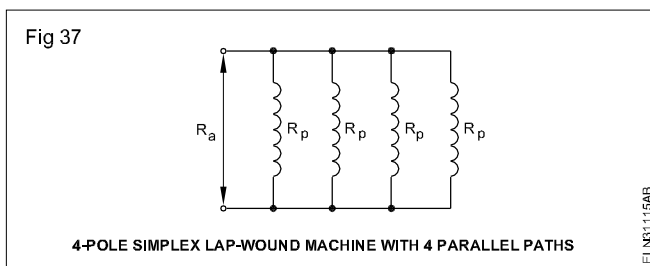 Fig 37
Ra
Rp Rp Rp Rp
4-POLE SIMPLEX LAP-WOUND MACHINE WITH 4 PARALLEL PATHS
ELN31115AB